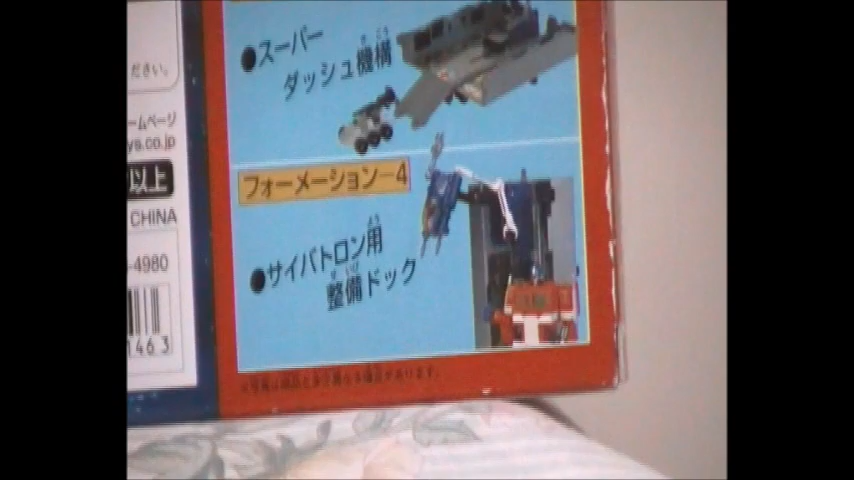 ださい。
ームページ
ys.co.jp
以上
CHINA
-4980
1463
●スーパー
ダッシュ機構
フォーメーション-4
●サイバトロン用
整備ドック